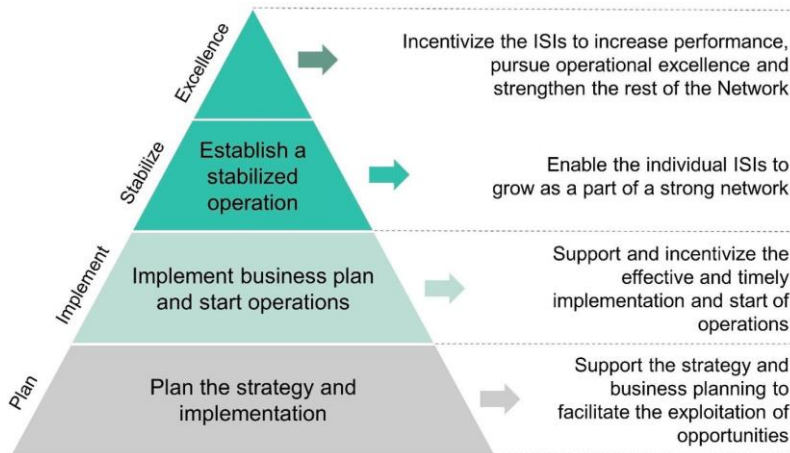 Excellence
Incentivize the ISIs to increase performance,
pursue operational excellence and
strengthen the rest of the Network
Stabilize
Establish a
stabilized
operation
Enable the individual ISIs to
grow as a part of a strong network
Implement
Implement business plan
and start operations
Support and incentivize the
effective and timely
implementation and start of
operations
Plan
Plan the strategy and
implementation
Support the strategy and
business planning to
facilitate the exploitation of
opportunities